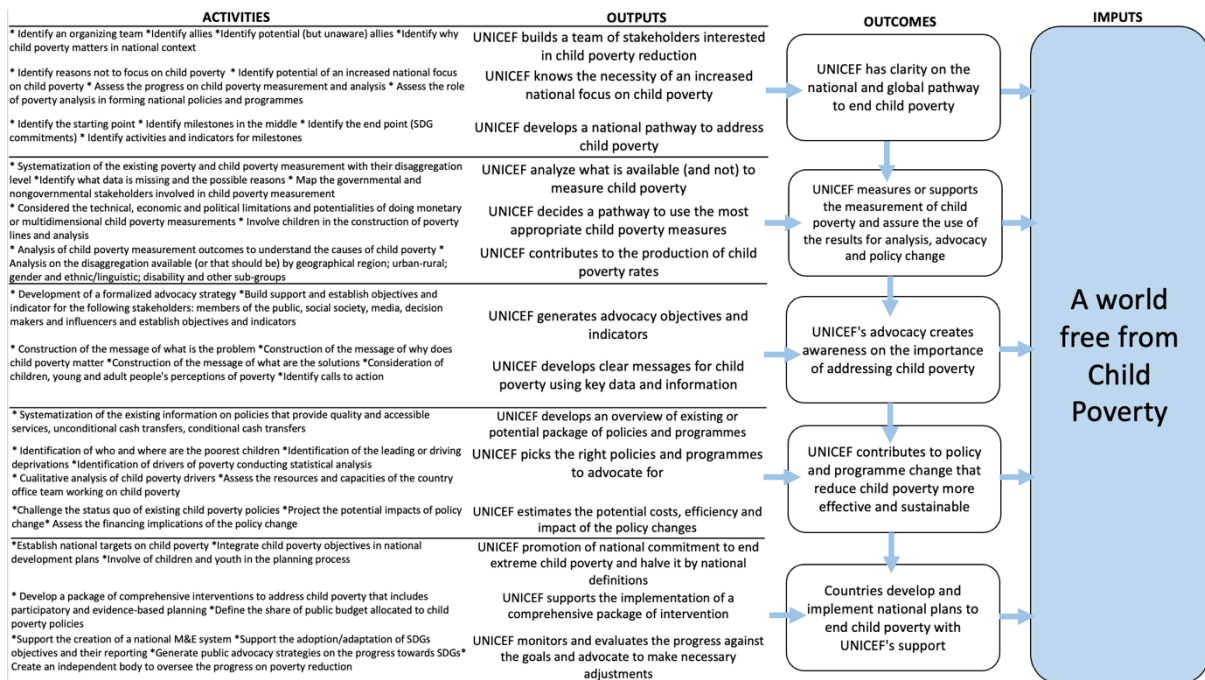 ACTIVITIES
OUTPUTS
OUTCOMES
IMPUTS
* Identify an organizing team *Identify allies *Identify potential (but unaware) allies *Identify why
child poverty matters in national context
UNICEF builds a team of stakeholders interested
in child poverty reduction
* Identify reasons not to focus on child poverty * Identify potential of an increased national focus
on child poverty * Assess the progress on child poverty measurement and analysis * Assess the role
of poverty analysis in forming national policies and programmes
UNICEF knows the necessity of an increased
national focus on child poverty
* Identify the starting point * Identify milestones in the middle * Identify the end point (SDG
commitments) * Identify activities and indicators for milestones
UNICEF develops a national pathway to address
child poverty
UNICEF has clarity on the
national and global pathway
to end child poverty
* Systematization of the existing poverty and child poverty measurement with their disaggregation
level *Identify what data is missing and the possible reasons * Map the governmental and
nongovernmental stakeholders involved in child poverty measurement
UNICEF analyze what is available (and not) to
measure child poverty
* Considered the technical, economic and political limitations and potentialities of doing monetary
or multidimensional child poverty measurements * Involve children in the construction of poverty
lines and analysis
UNICEF decides a pathway to use the most
appropriate child poverty measures
* Analysis of child poverty measurement outcomes to understand the causes of child poverty *
Analysis on the disaggregation available (or that should be) by geographical region; urban-rural;
gender and ethnic/linguistic; disability and other sub-groups
UNICEF contributes to the production of child
poverty rates
UNICEF measures or supports
the measurement of child
poverty and assure the use of
the results for analysis, advocacy
and policy change
* Development of a formalized advocacy strategy *Build support and establish objectives and
indicator for the following stakeholders: members of the public, social society, media, decision
makers and influencers and establish objectives and indicators
UNICEF generates advocacy objectives and
indicators
* Construction of the message of what is the problem *Construction of the message of why does
child poverty matter *Construction of the message of what are the solutions *Consideration of
children, young and adult people's perceptions of poverty *Identify calls to action
UNICEF develops clear messages for child
poverty using key data and information
UNICEF's advocacy creates
awareness on the importance
of addressing child poverty
* Systematization of the existing information on policies that provide quality and accessible
services, unconditional cash transfers, conditional cash transfers
UNICEF develops an overview of existing or
potential package of policies and programmes
* Identification of who and where are the poorest children *Identification of the leading or driving
deprivations *Identification of drivers of poverty conducting statistical analysis
* Cualitative analysis of child poverty drivers *Assess the resources and capacities of the country
office team working on child poverty
UNICEF picks the right policies and programmes
to advocate for
*Challenge the status quo of existing child poverty policies *Project the potential impacts of policy
change* Assess the financing implications of the policy change
UNICEF estimates the potential costs, efficiency and
impact of the policy changes
UNICEF contributes to policy
and programme change that
reduce child poverty more
effective and sustainable
*Establish national targets on child poverty *Integrate child poverty objectives in national
development plans *Involve of children and youth in the planning process
UNICEF promotion of national commitment to end
extreme child poverty and halve it by national
definitions
* Develop a package of comprehensive interventions to address child poverty that includes
participatory and evidence-based planning *Define the share of public budget allocated to child
poverty policies
UNICEF supports the implementation of a
comprehensive package of intervention
*Support the creation of a national M&E system *Support the adoption/adaptation of SDGs
objectives and their reporting *Generate public advocacy strategies on the progress towards SDGs*
Create an independent body to oversee the progress on poverty reduction
UNICEF monitors and evaluates the progress against
the goals and advocate to make necessary
adjustments
Countries develop and
implement national plans to
end child poverty with
UNICEF's support
A world
free from
Child
Poverty